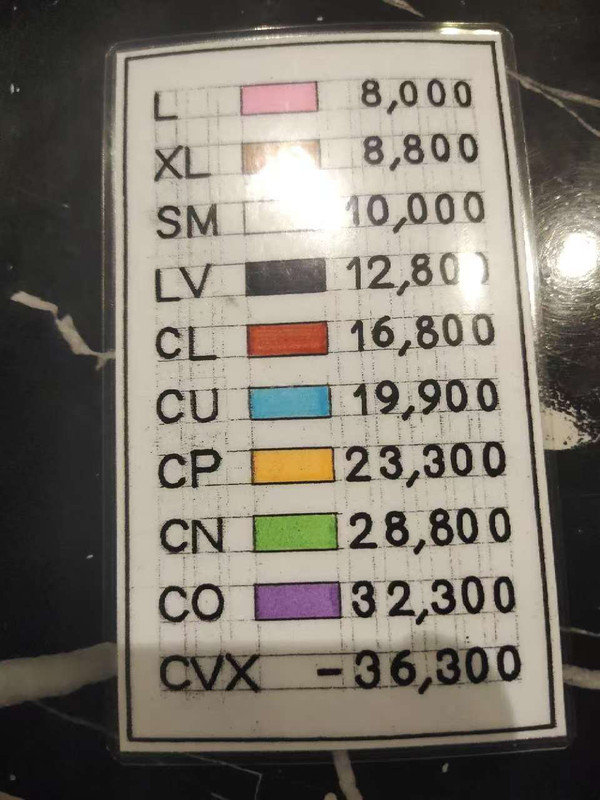 L 8,000
XL 8,800
SM 10,000
LV 12,800
CL 16,800
CU 19,900
CP 23,300
CN 28,800
CO 32,300
CVX -36,300